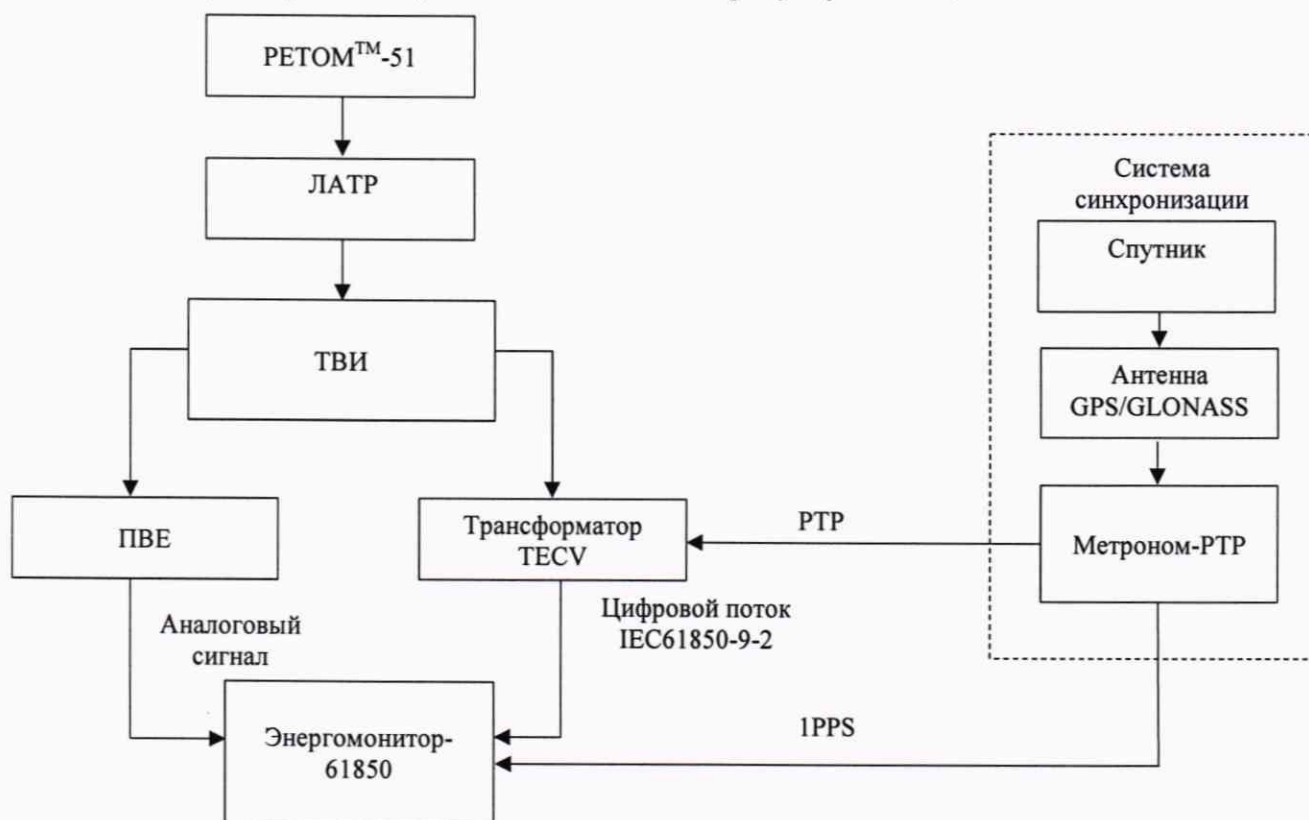 РЕТОМTM-51
ЛАТР
ТВИ
ПВЕ
Трансформатор
TECV
Аналоговый
сигнал
Цифровой поток
IEC61850-9-2
Энергомонитор-
61850
PTP
1PPS
Система
синхронизации
Спутник
Антенна
GPS/GLONASS
Метроном-PTP